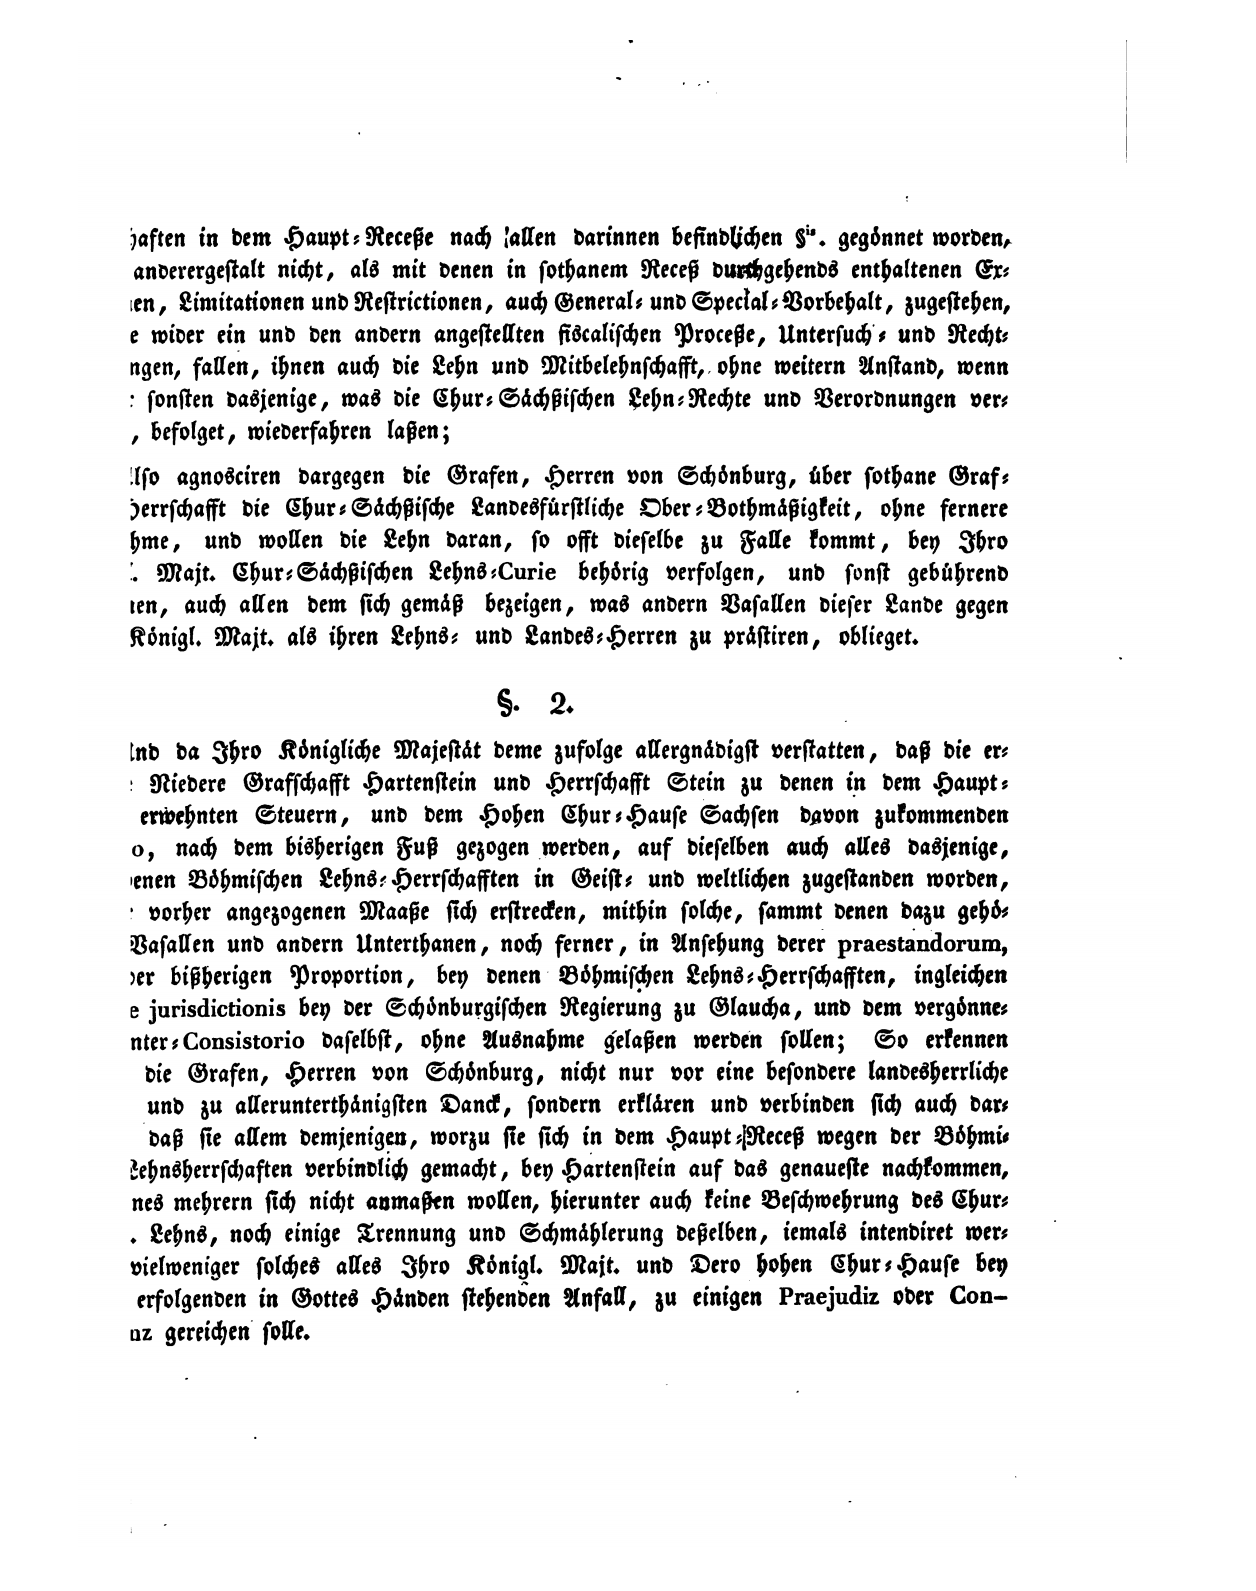 haften in dem Haupt-Receße nach allen darinnen befindlichen §is. gegönnet worden,
anderergestalt nicht, als mit denen in sothanem Receß durchgehends enthaltenen Ex-
en, Limitationen und Restrictionen, auch General- und Special-Vorbehalt, zugestehen,
e wider ein und den andern angestellten fiscalischen Proceße, Untersuch- und Recht-
ngen, fallen, ihnen auch die Lehn und Mitbelehnschafft, ohne weitern Anstand, wenn
sonsten dasjenige, was die Chur-Sächßischen Lehn-Rechte und Verordnungen ver-
, befolget, wiederfahren laßen;
lso agnosciren dargegen die Grafen, Herren von Schönburg, über sothane Graf-
herrschafft die Chur-Sächßische Landesfürstliche Ober-Bothmäßigkeit, ohne fernere
hme, und wollen die Lehn daran, so offt dieselbe zu Falle kommt, bey Ihro
. Majt. Chur-Sächßischen Lehns-Curie behörig verfolgen, und sonst gebührend
en, auch allen dem sich gemäß bezeigen, was andern Vasallen dieser Lande gegen
Königl. Majt. als ihren Lehns- und Landes-Herren zu prästiren, oblieget.
§. 2.
nd da Ihro Königliche Majestät deme zufolge allergnädigst verstatten, daß die er-
Niedere Grafschafft Hartenstein und Herrschafft Stein zu denen in dem Haupt-
erwehnten Steuern, und dem Hohen Chur-Hause Sachsen davon zukommenden
o, nach dem bisherigen Fuß gezogen werden, auf dieselben auch alles dasjenige,
enen Böhmischen Lehns-Herrschafften in Geist- und weltlichen zugestanden worden,
vorher angezogenen Maaße sich erstrecken, mithin solche, sammt denen dazu gehö-
Vasallen und andern Unterthanen, noch ferner, in Ansehung derer praestandorum,
er bißherigen Proportion, bey denen Böhmischen Lehns-Herrschafften, ingleichen
e jurisdictionis bey der Schönburgischen Regierung zu Glaucha, und dem vergönne-
nter-Consistorio daselbst, ohne Ausnahme gelaßen werden sollen; So erkennen
die Grafen, Herren von Schönburg, nicht nur vor eine besondere landesherrliche
und zu allerunterthänigsten Danck, sondern erklären und verbinden sich auch dar-
daß sie allem demjenigen, worzu sie sich in dem Haupt-Receß wegen der Böhmi-
Lehnsherrschaften verbindlich gemacht, bey Hartenstein auf das genaueste nachkommen,
nes mehrern sich nicht anmaßen wollen, hierunter auch keine Beschwehrung des Chur-
. Lehns, noch einige Trennung und Schmählerung deßelben, iemals intendiret wer-
vielweniger solches alles Ihro Königl. Majt. und Dero hohen Chur-Hause bey
erfolgenden in Gottes Händen stehenden Anfall, zu einigen Praejudiz oder Con-
nz gereichen solle.